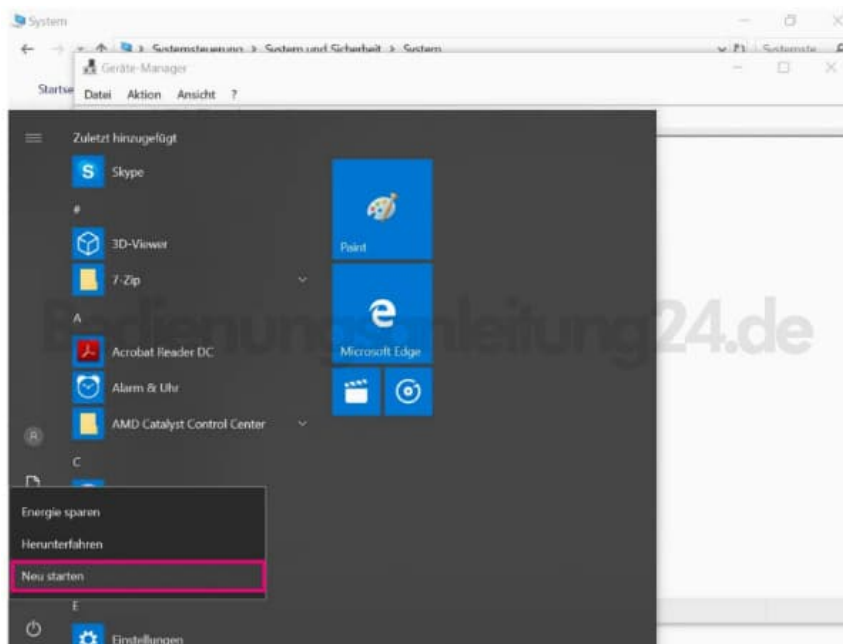 System
Systemsteuerung > System und Sicherheit > System
Systemste
Geräte-Manager
Startse
Datei Aktion Ansicht ?
Zuletzt hinzugefügt
S Skype
#
3D-Viewer
7-Zip
A
Acrobat Reader DC
Alarm & Uhr
AMD Catalyst Control Center
C
Paint
Microsoft Edge
Bedienungsanleitung24.de
Energie sparen
Herunterfahren
Neu starten
E
Einstellungen